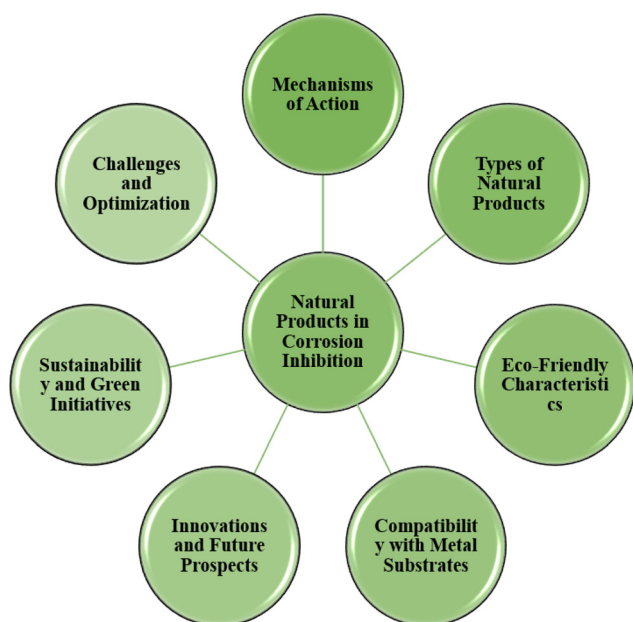 Mechanisms
of Action
Types of
Natural
Products
Eco-Friendly
Characteristi
cs
Compatibilit
y with Metal
Substrates
Innovations
and Future
Prospects
Sustainabilit
y and Green
Initiatives
Challenges
and
Optimization
Natural
Products in
Corrosion
Inhibition